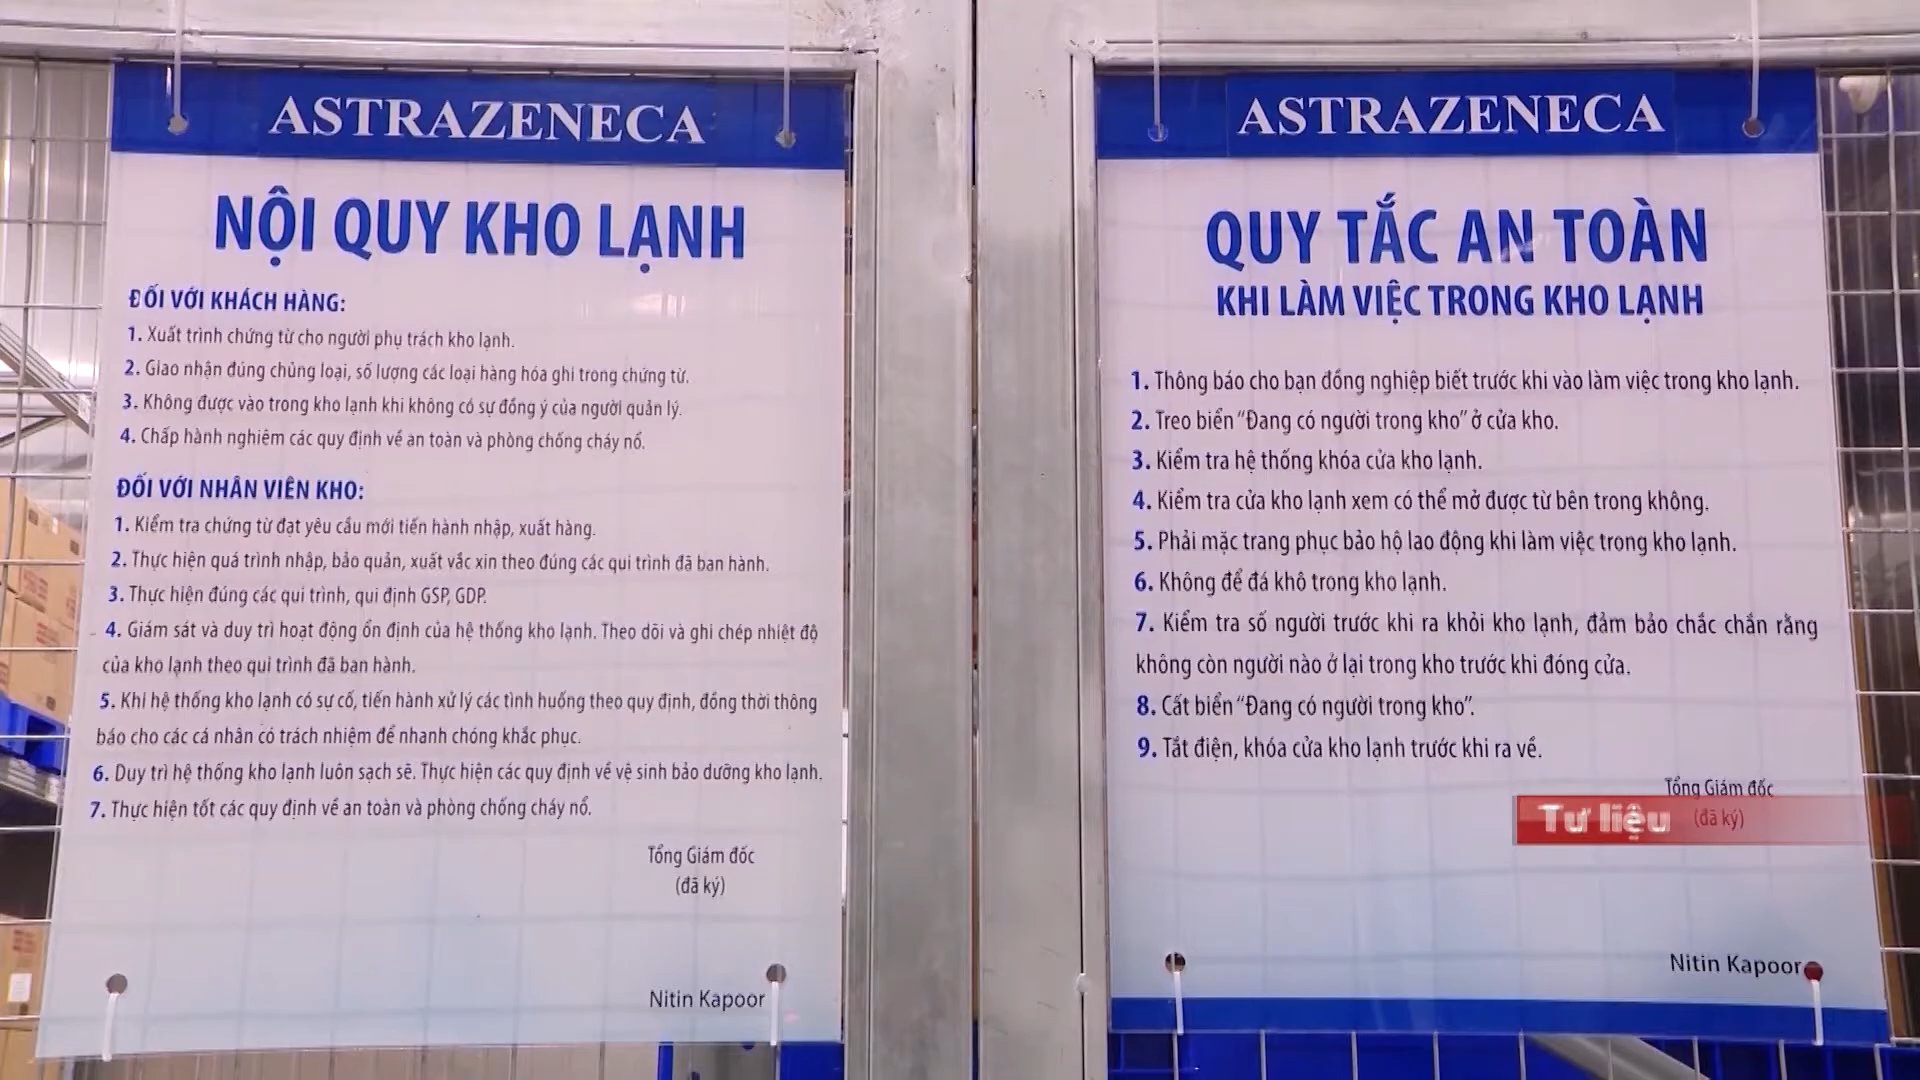 ASTRAZENECA
NỘI QUY KHO LẠNH
ĐỐI VỚI KHÁCH HÀNG:
1. Xuất trình chứng từ cho người phụ trách kho lạnh.
2. Giao nhận đúng chủng loại, số lượng các loại hàng hóa ghi trong chứng từ.
3. Không được vào trong kho lạnh khi không có sự đồng ý của người quản lý.
4. Chấp hành nghiêm các quy định về an toàn và phòng chống cháy nổ.
ĐỐI VỚI NHÂN VIÊN KHO:
1. Kiểm tra chứng từ đạt yêu cầu mới tiến hành nhập, xuất hàng.
2. Thực hiện quá trình nhập, bảo quản, xuất vắc xin theo đúng các qui trình đã ban hành.
3. Thực hiện đúng các qui trình, qui định GSP, GDP.
4. Giám sát và duy trì hoạt động ổn định của hệ thống kho lạnh. Theo dõi và ghi chép nhiệt độ
của kho lạnh theo qui trình đã ban hành.
5. Khi hệ thống kho lạnh có sự cố, tiến hành xử lý các tình huống theo quy định, đồng thời thông
báo cho các cá nhân có trách nhiệm để nhanh chóng khắc phục.
6. Duy trì hệ thống kho lạnh luôn sạch sẽ. Thực hiện các quy định về vệ sinh bảo dưỡng kho lạnh.
7. Thực hiện tốt các quy định về an toàn và phòng chống cháy nổ.
Tổng Giám đốc
(đã ký)
Nitin Kapoor
ASTRAZENECA
QUY TẮC AN TOÀN
KHI LÀM VIỆC TRONG KHO LẠNH
1. Thông báo cho bạn đồng nghiệp biết trước khi vào làm việc trong kho lạnh.
2. Treo biển “Đang có người trong kho” ở cửa kho.
3. Kiểm tra hệ thống khóa cửa kho lạnh.
4. Kiểm tra cửa kho lạnh xem có thể mở được từ bên trong không.
5. Phải mặc trang phục bảo hộ lao động khi làm việc trong kho lạnh.
6. Không để đá khô trong kho lạnh.
7. Kiểm tra số người trước khi ra khỏi kho lạnh, đảm bảo chắc chắn rằng
không còn người nào ở lại trong kho trước khi đóng cửa.
8. Cất biển “Đang có người trong kho”.
9. Tắt điện, khóa cửa kho lạnh trước khi ra về.
Tổng Giám đốc
Tư liệu (đã ký)
Nitin Kapoor